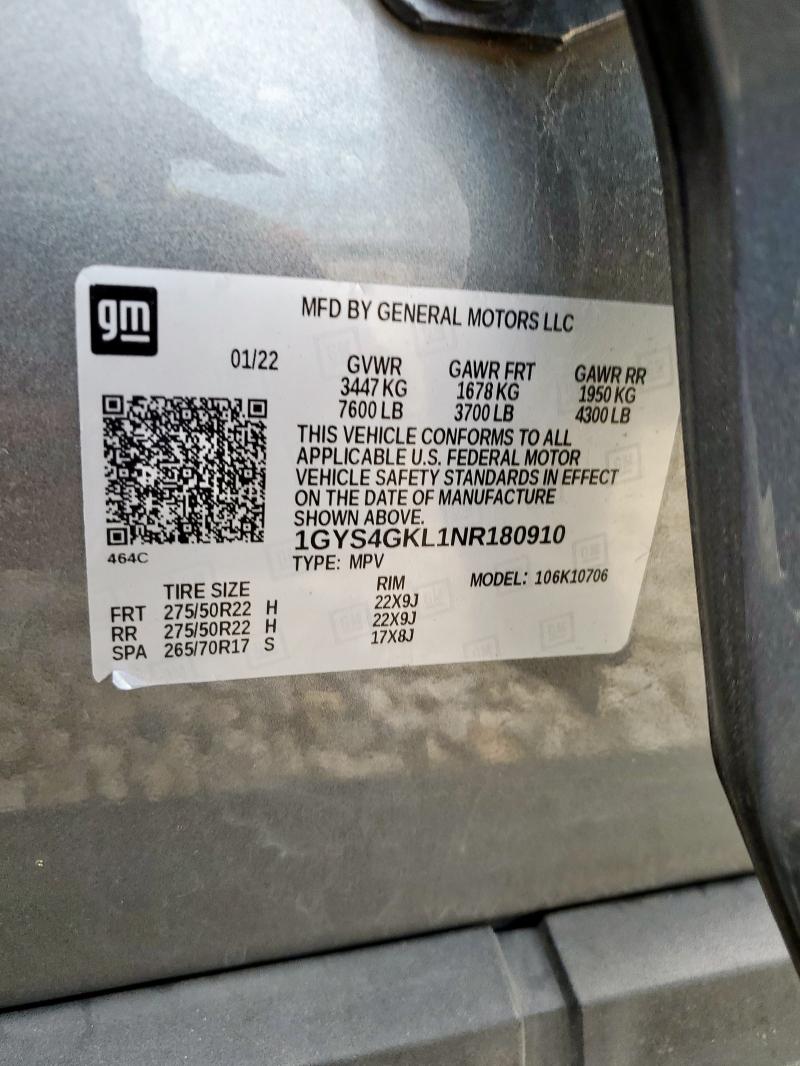 gm
MFD BY GENERAL MOTORS LLC
01/22 GVWR GAWR FRT GAWR RR
3447 KG 1678 KG 1950 KG
7600 LB 3700 LB 4300 LB
THIS VEHICLE CONFORMS TO ALL
APPLICABLE U.S. FEDERAL MOTOR
VEHICLE SAFETY STANDARDS IN EFFECT
ON THE DATE OF MANUFACTURE
SHOWN ABOVE.
1GYS4GKL1NR180910
464C
TYPE: MPV MODEL: 106K10706
TIRE SIZE RIM
FRT 275/50R22 H 22X9J
RR 275/50R22 H 22X9J
SPA 265/70R17 S 17X8J